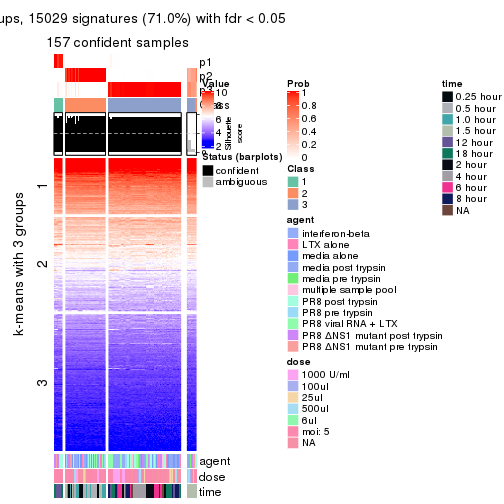 ups, 15029 signatures (71.0%) with fdr < 0.05
157 confident samples
p1
p2
Value
10
6
4
2
Silhouette
score
Status (barplots)
confident
ambiguous
k-means with 3 groups
1
2
3
agent
dose
time
Prob
1
0.8
0.6
0.4
0.2
0
Class
1
2
3
agent
interferon-beta
LTX alone
media alone
media post trypsin
media pre trypsin
multiple sample pool
PR8 post trypsin
PR8 pre trypsin
PR8 viral RNA + LTX
PR8 ΔNS1 mutant post trypsin
PR8 ΔNS1 mutant pre trypsin
dose
1000 U/ml
100ul
25ul
500ul
6ul
moi: 5
NA
time
0.25 hour
0.5 hour
1.0 hour
1.5 hour
12 hour
18 hour
2 hour
4 hour
6 hour
8 hour
NA